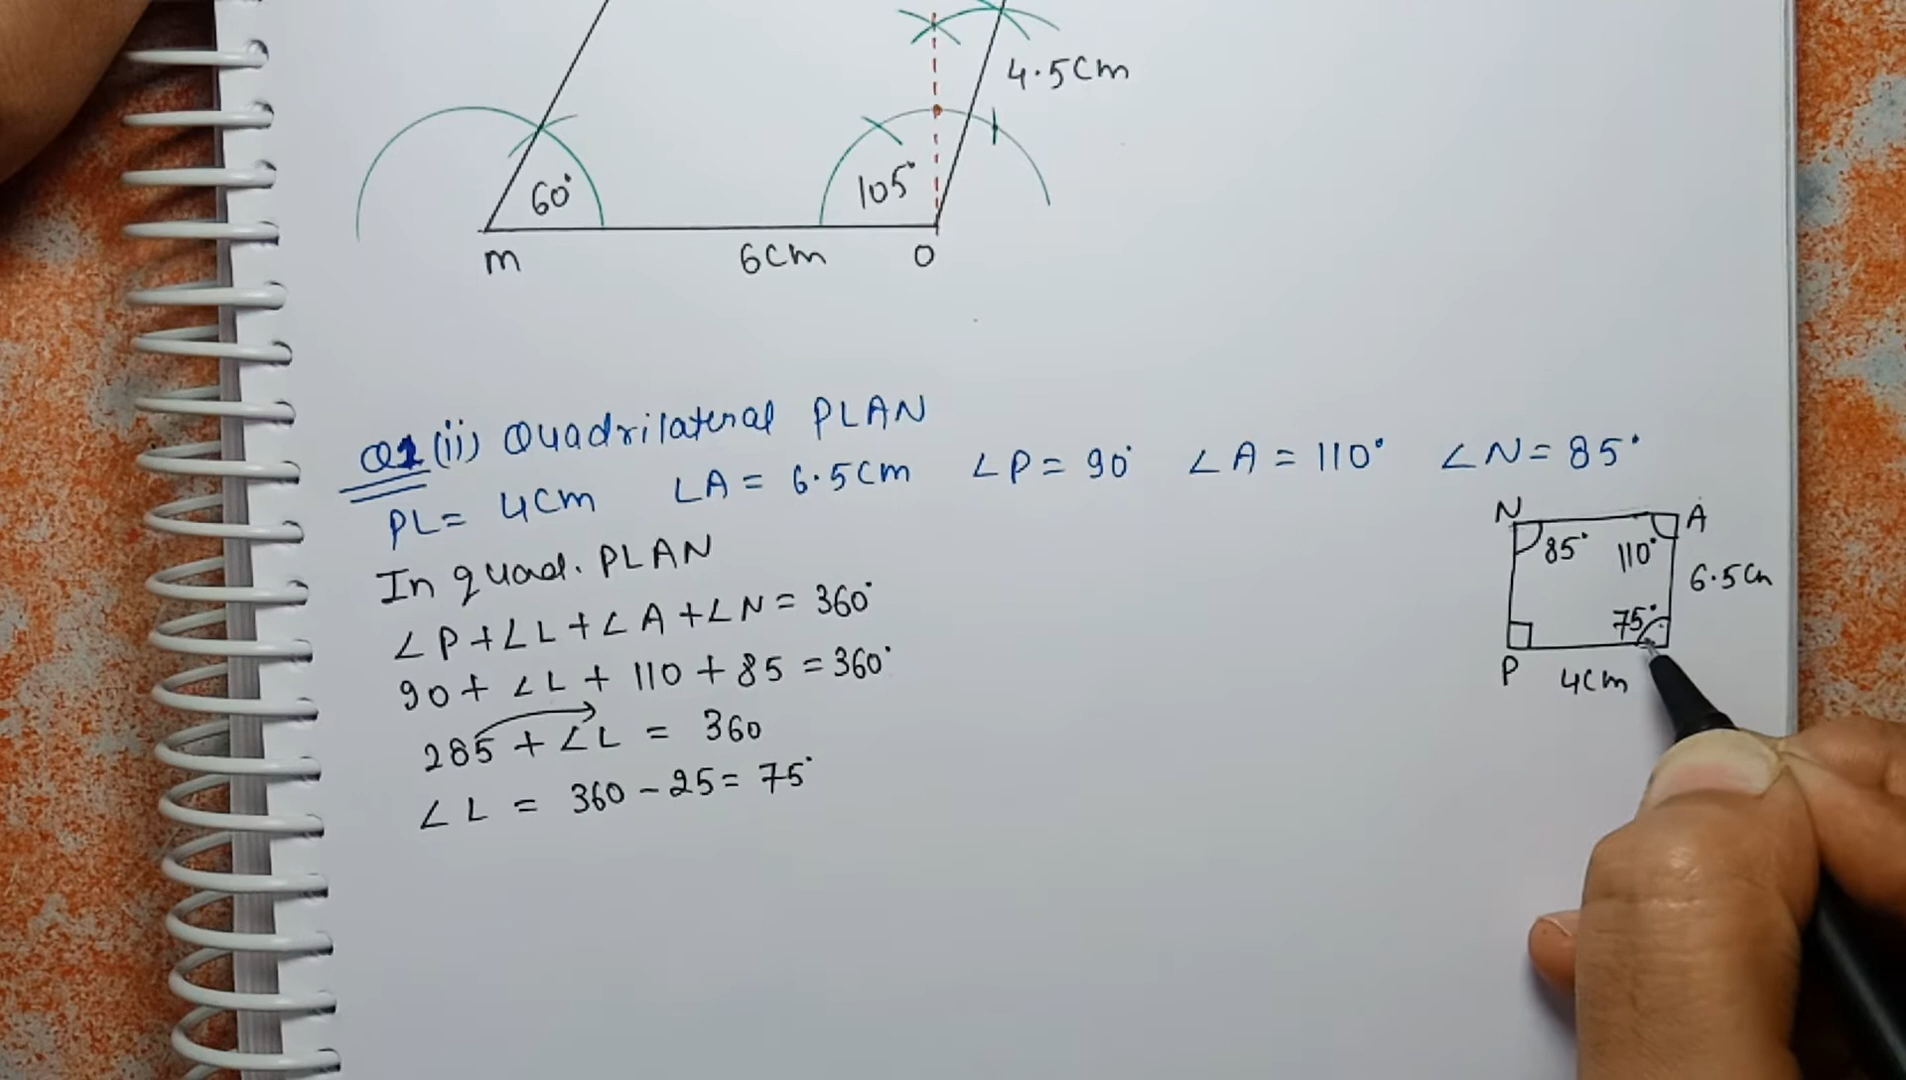 4.5cm
60°
105°
m
6cm
O
Q1 (ii) Quadrilateral PLAN
PL= 4cm LA = 6.5cm ∠P = 90° ∠A = 110° ∠N = 85°
In quad. PLAN
∠P + ∠L + ∠A + ∠N = 360°
90 + ∠L + 110 + 85 = 360°
285 + ∠L = 360
∠L = 360 - 25 = 75°
N
A
85°
110°
6.5cm
75°
P
4cm